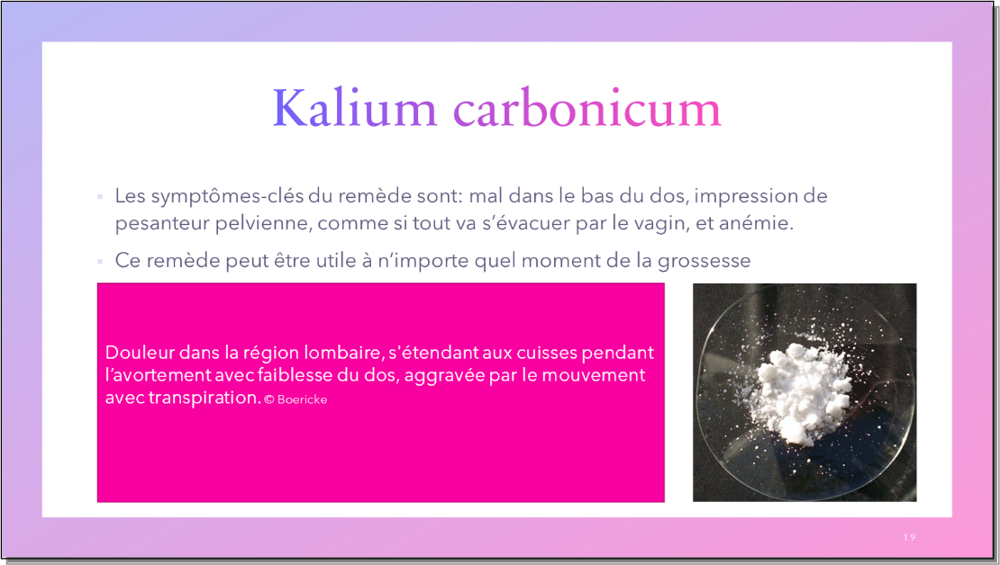 Kalium carbonicum
Les symptômes-clés du remède sont: mal dans le bas du dos, impression de
pesanteur pelvienne, comme si tout va s’évacuer par le vagin, et anémie.
Ce remède peut être utile à n’importe quel moment de la grossesse
Douleur dans la région lombaire, s'étendant aux cuisses pendant
l’avortement avec faiblesse du dos, aggravée par le mouvement
avec transpiration. © Boericke
19